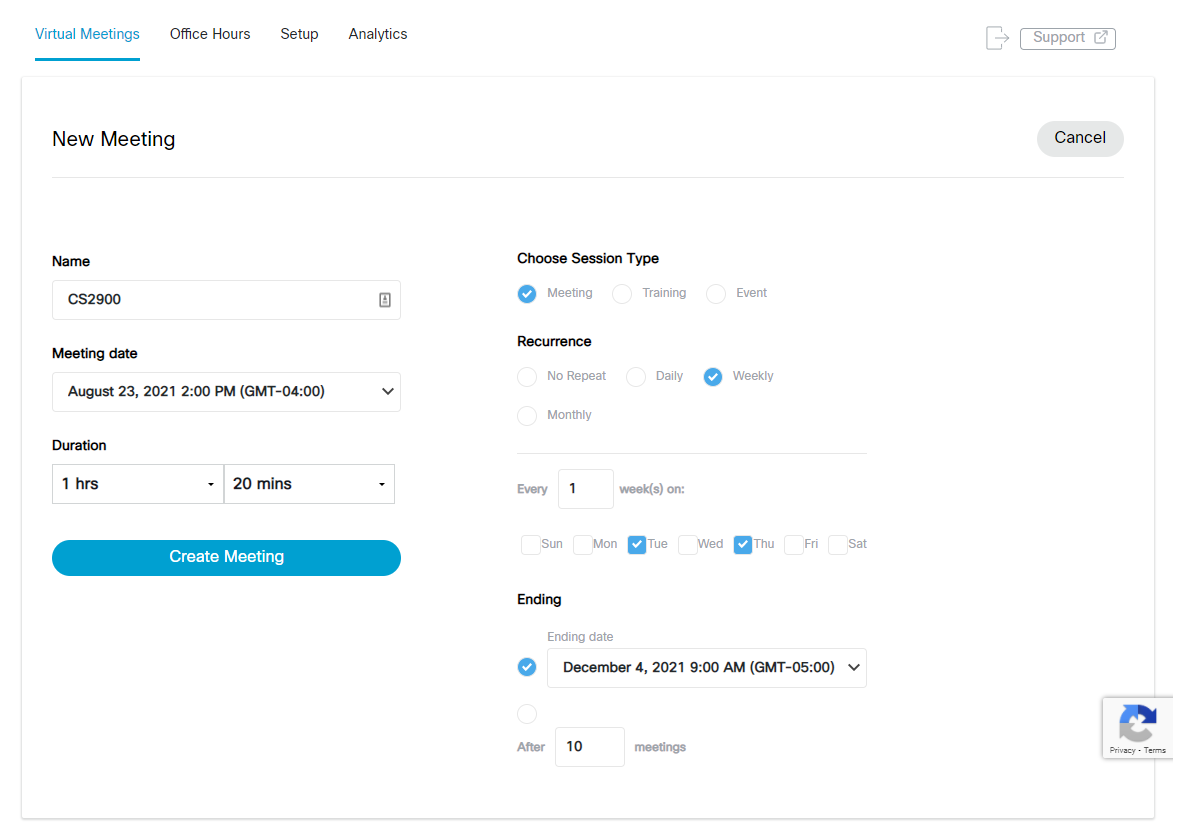 Virtual Meetings Office Hours Setup Analytics
Support
New Meeting
Cancel
Name
CS2900
Meeting date
August 23, 2021 2:00 PM (GMT-04:00)
Duration
1 hrs 20 mins
Create Meeting
Choose Session Type
Meeting Training Event
Recurrence
No Repeat Daily Weekly
Monthly
Every 1 week(s) on:
Sun Mon Tue Wed Thu Fri Sat
Ending
Ending date
December 4, 2021 9:00 AM (GMT-05:00)
After 10 meetings
Privacy - Terms